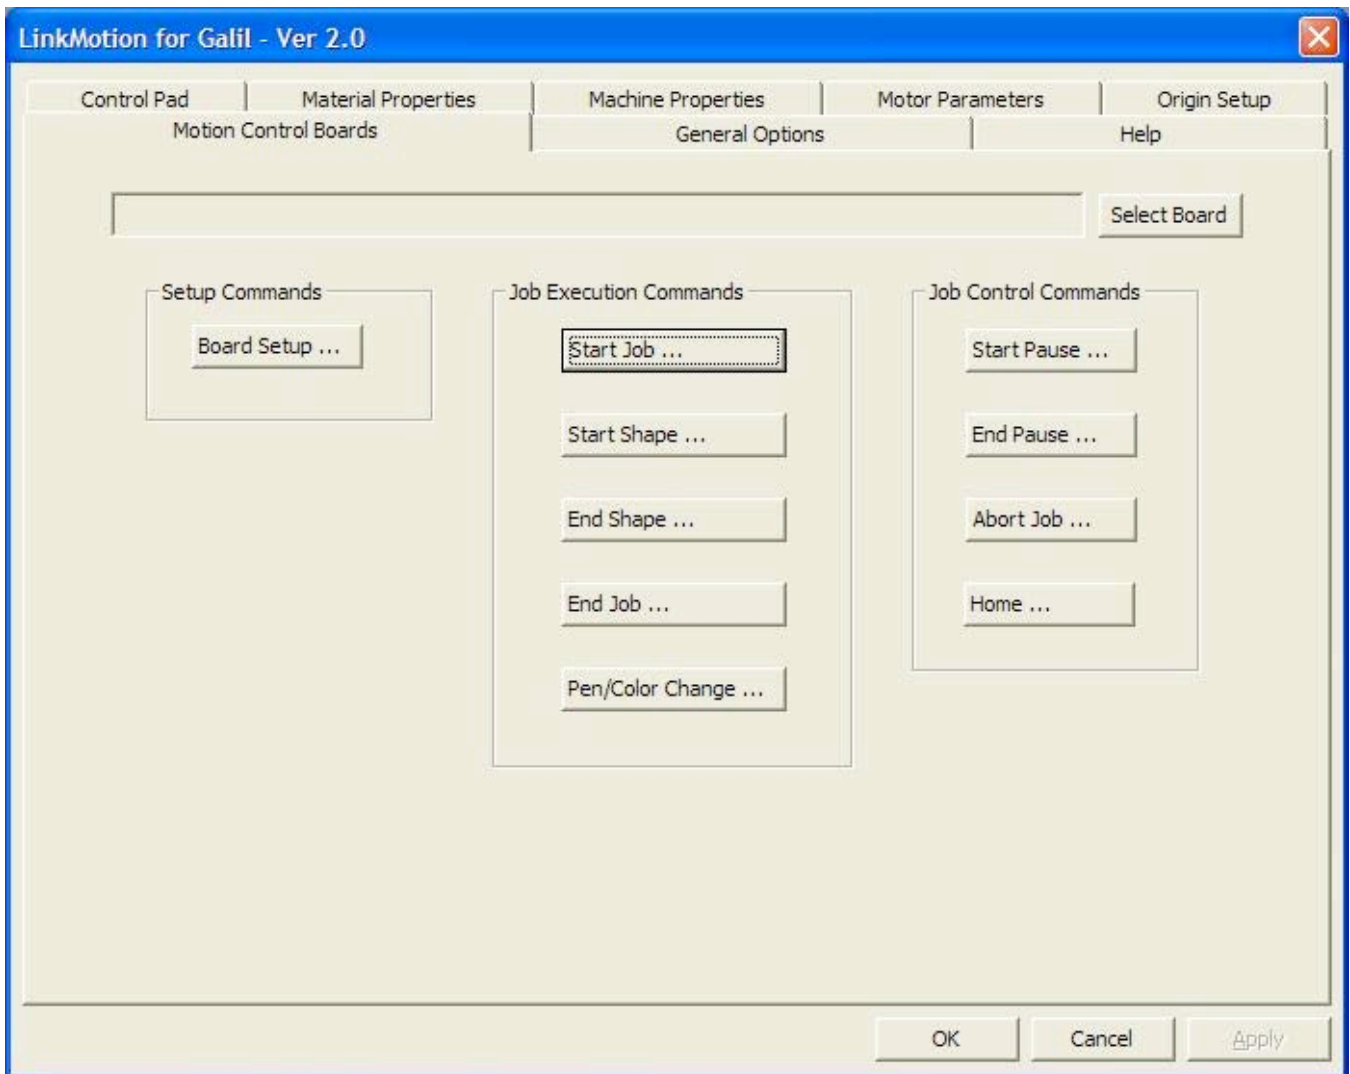 LinkMotion for Galil - Ver 2.0
Control Pad
Material Properties
Machine Properties
Motor Parameters
Origin Setup
Motion Control Boards
General Options
Help
Select Board
Setup Commands
Board Setup ...
Job Execution Commands
Start Job ...
Start Shape ...
End Shape ...
End Job ...
Pen/Color Change ...
Job Control Commands
Start Pause ...
End Pause ...
Abort Job ...
Home ...
OK
Cancel
Apply